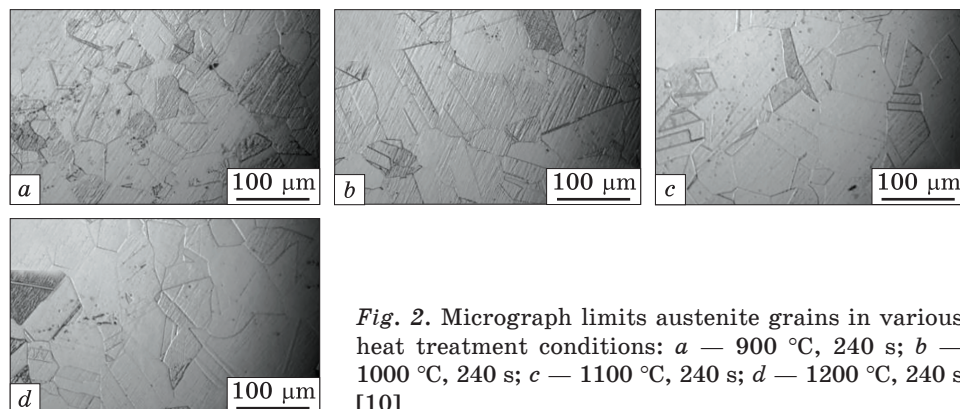 a
100 µm
b
100 µm
c
100 µm
d
100 µm
Fig. 2. Micrograph limits austenite grains in various
heat treatment conditions: a — 900 °C, 240 s; b —
1000 °C, 240 s; c — 1100 °C, 240 s; d — 1200 °C, 240 s
[10]